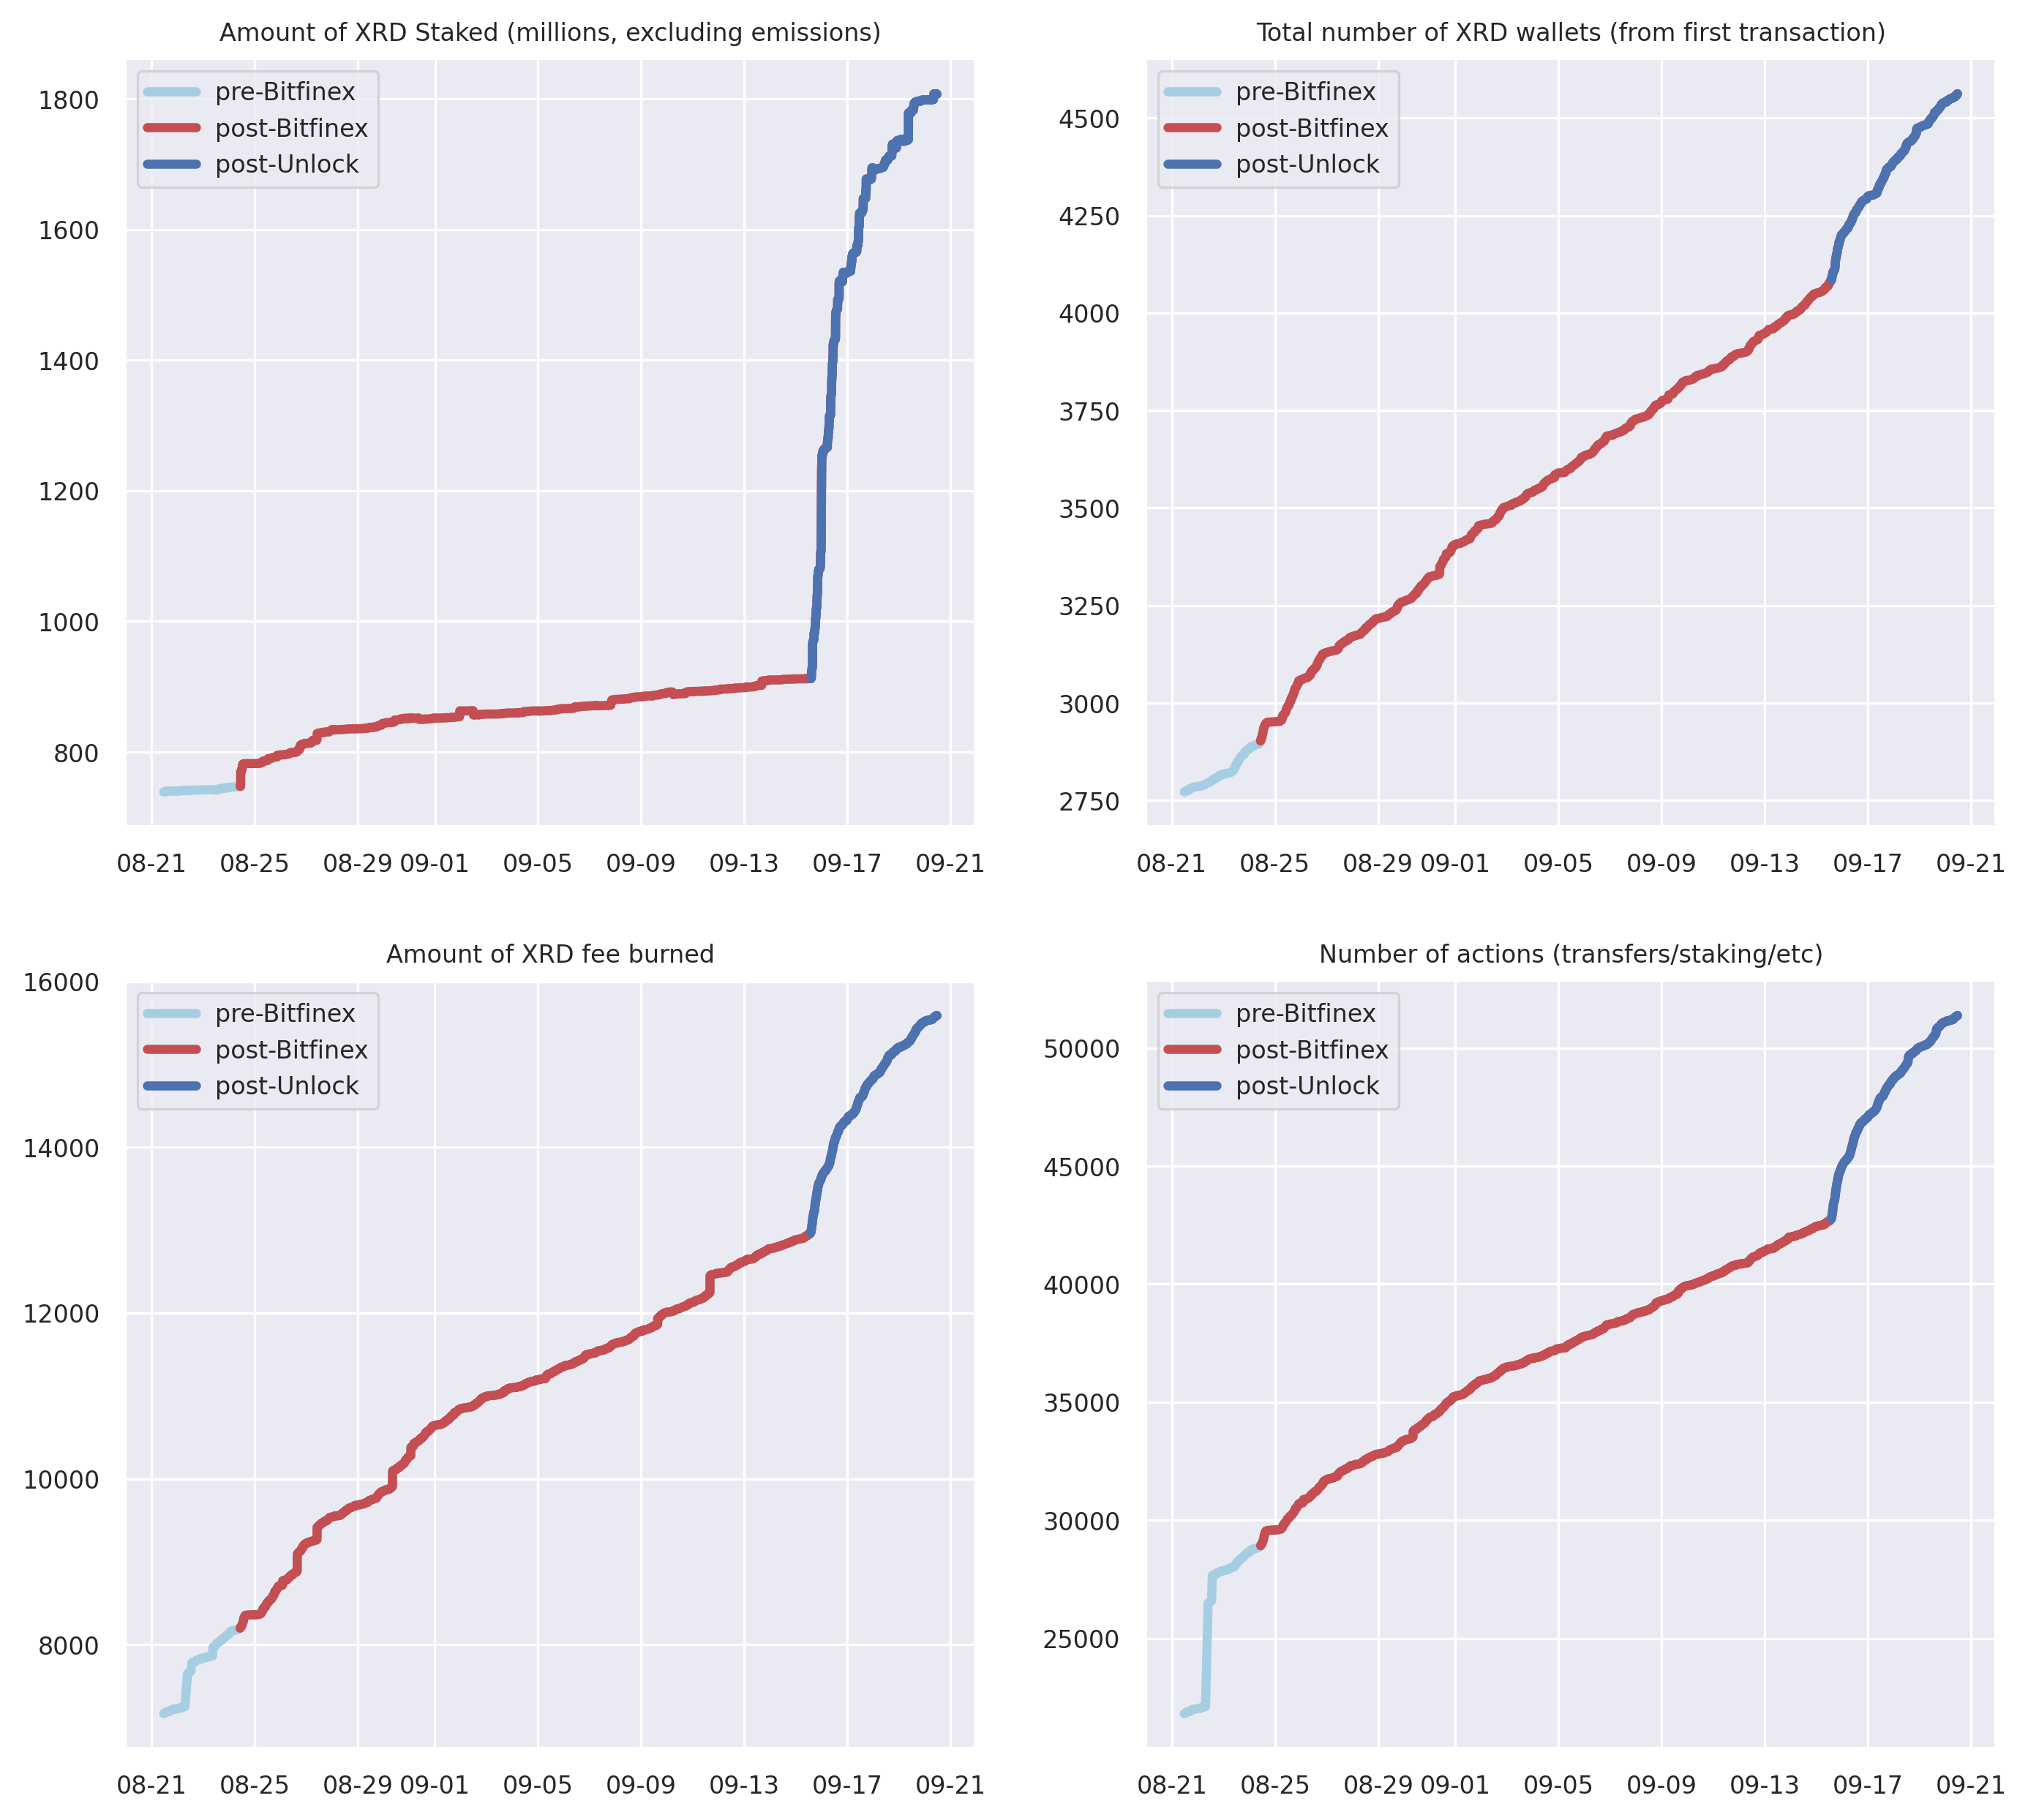 Amount of XRD Staked (millions, excluding emissions)
pre-Bitfinex
post-Bitfinex
post-Unlock
1800
1600
1400
1200
1000
800
08-21 08-25 08-29 09-01 09-05 09-09 09-13 09-17 09-21
Total number of XRD wallets (from first transaction)
pre-Bitfinex
post-Bitfinex
post-Unlock
4500
4250
4000
3750
3500
3250
3000
2750
08-21 08-25 08-29 09-01 09-05 09-09 09-13 09-17 09-21
Amount of XRD fee burned
pre-Bitfinex
post-Bitfinex
post-Unlock
16000
14000
12000
10000
8000
08-21 08-25 08-29 09-01 09-05 09-09 09-13 09-17 09-21
Number of actions (transfers/staking/etc)
pre-Bitfinex
post-Bitfinex
post-Unlock
50000
45000
40000
35000
30000
25000
08-21 08-25 08-29 09-01 09-05 09-09 09-13 09-17 09-21